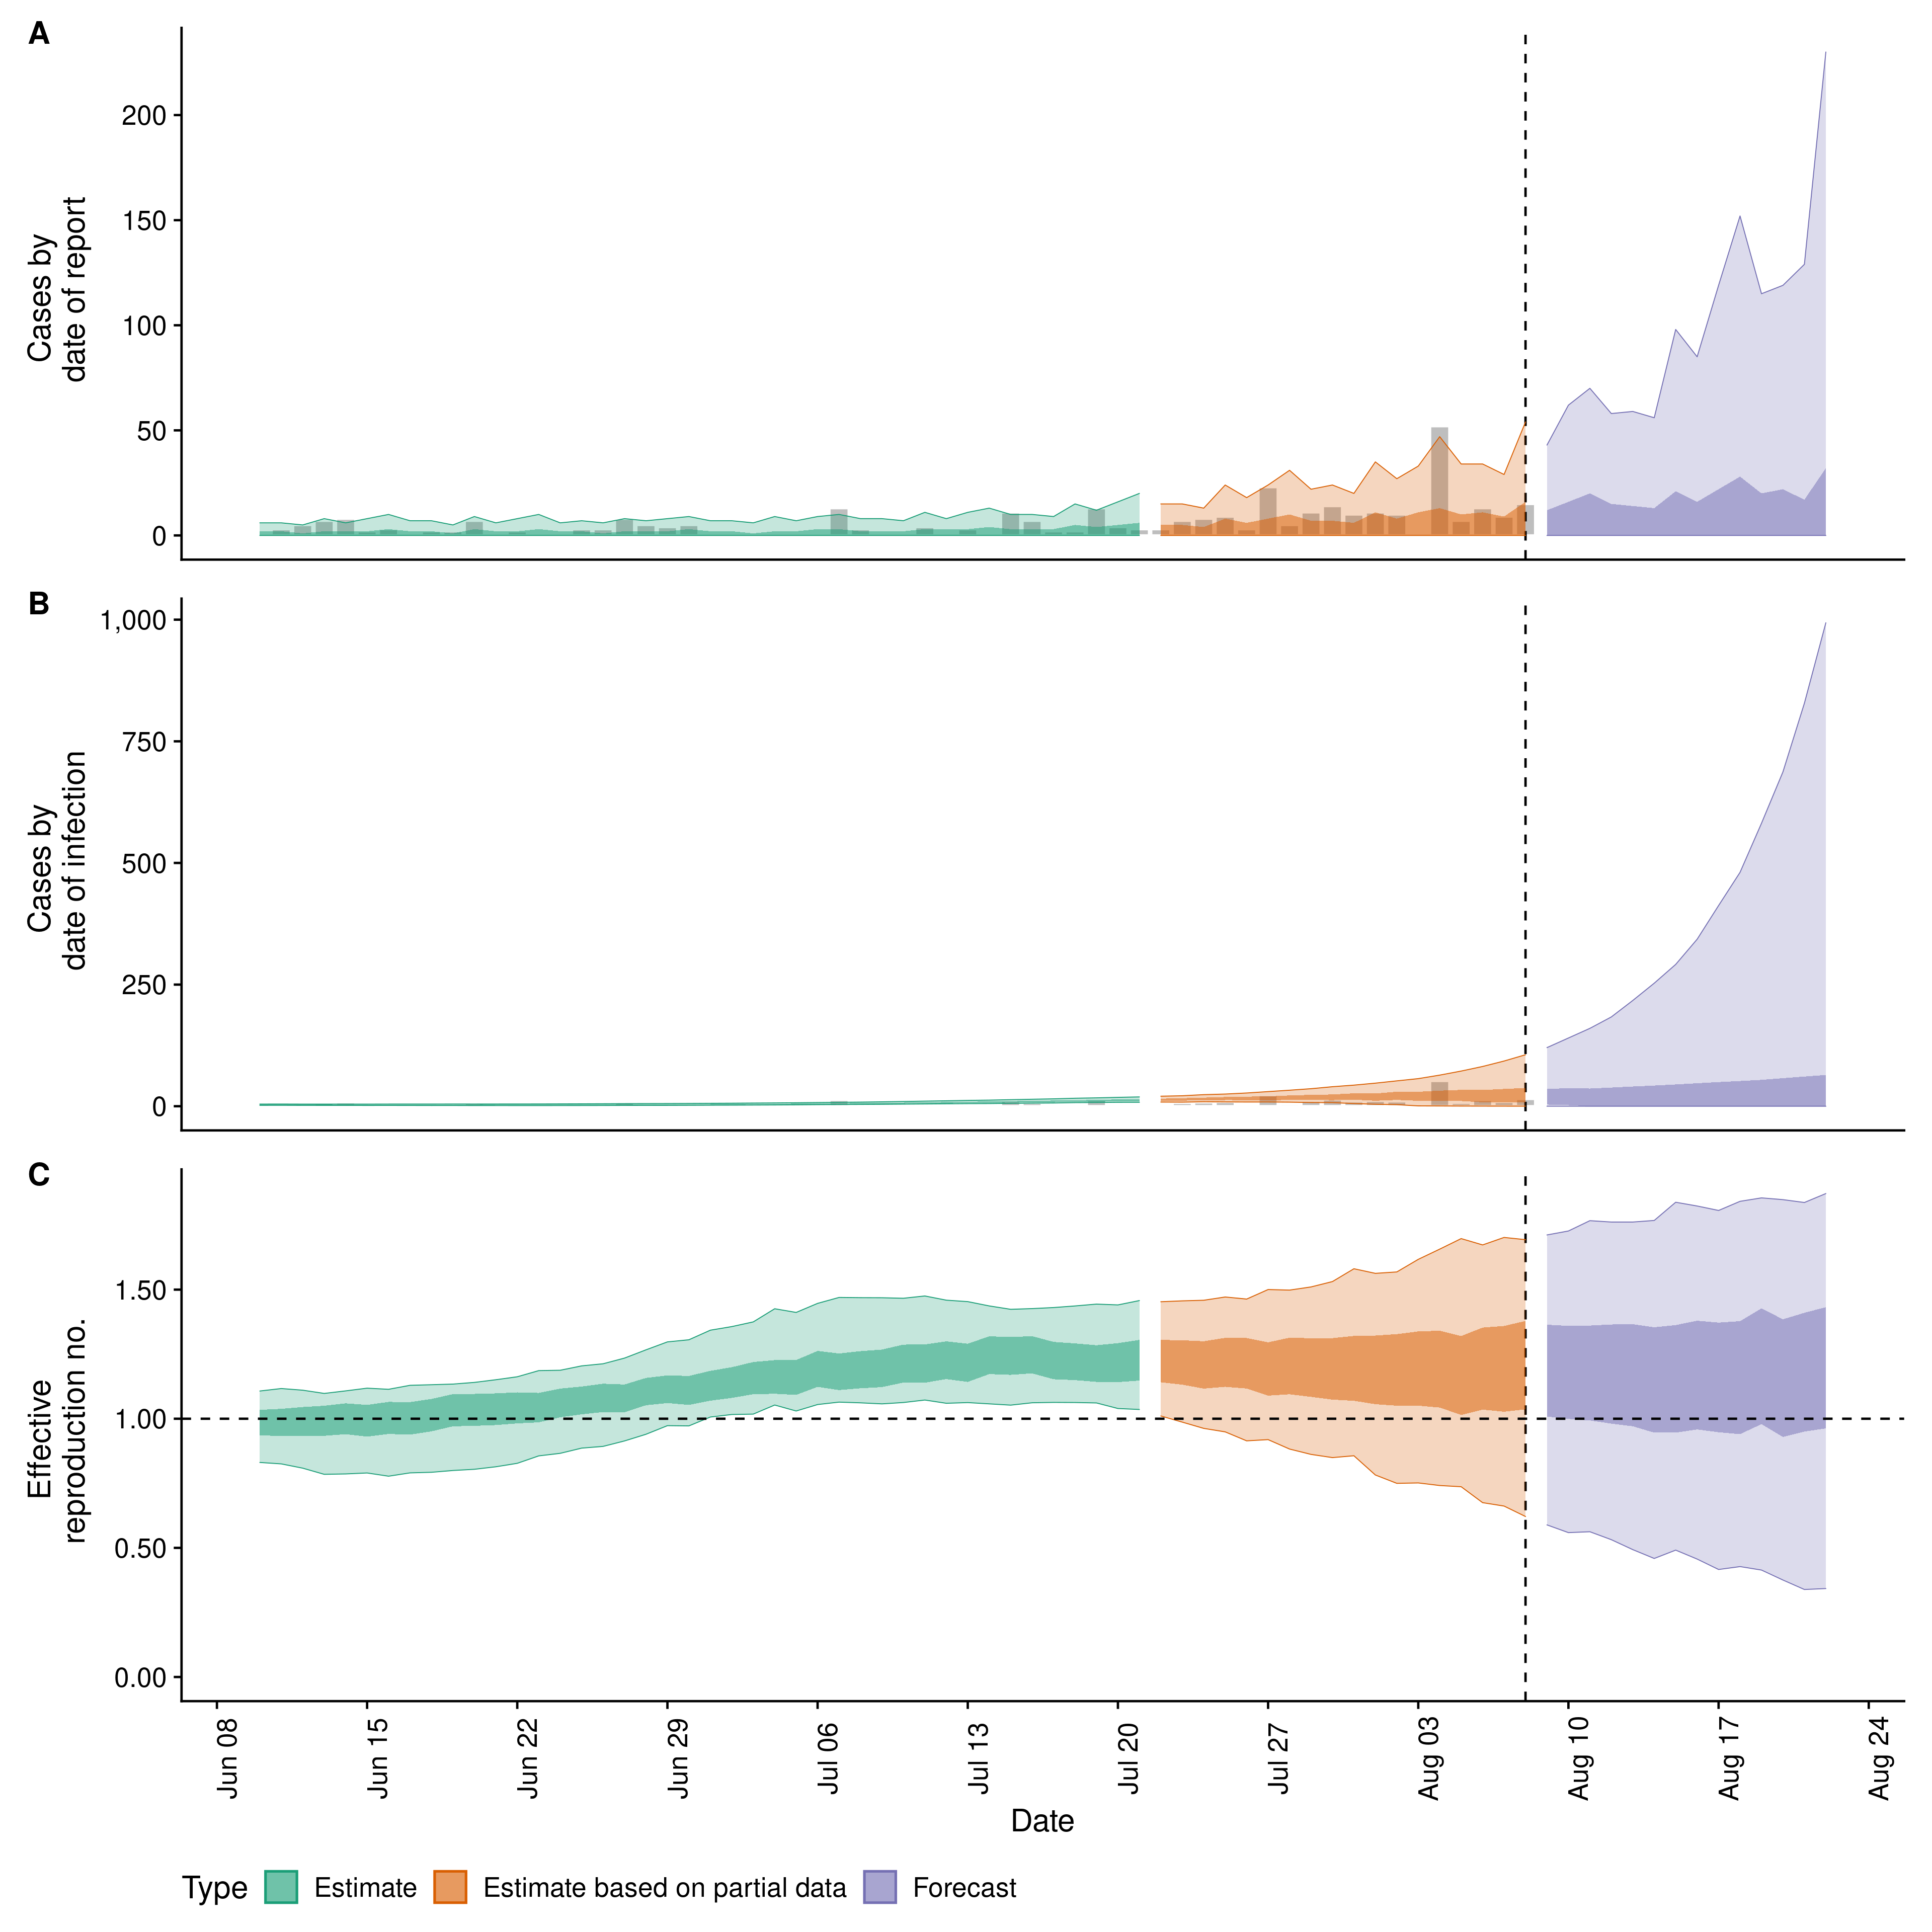 A
Cases by
date of report
200
150
100
50
0
B
Cases by
date of infection
1,000
750
500
250
0
C
Effective
reproduction no.
1.50
1.00
0.50
0.00
Jun 08
Jun 15
Jun 22
Jun 29
Jul 06
Jul 13
Jul 20
Jul 27
Aug 03
Aug 10
Aug 17
Aug 24
Date
Type Estimate Estimate based on partial data Forecast